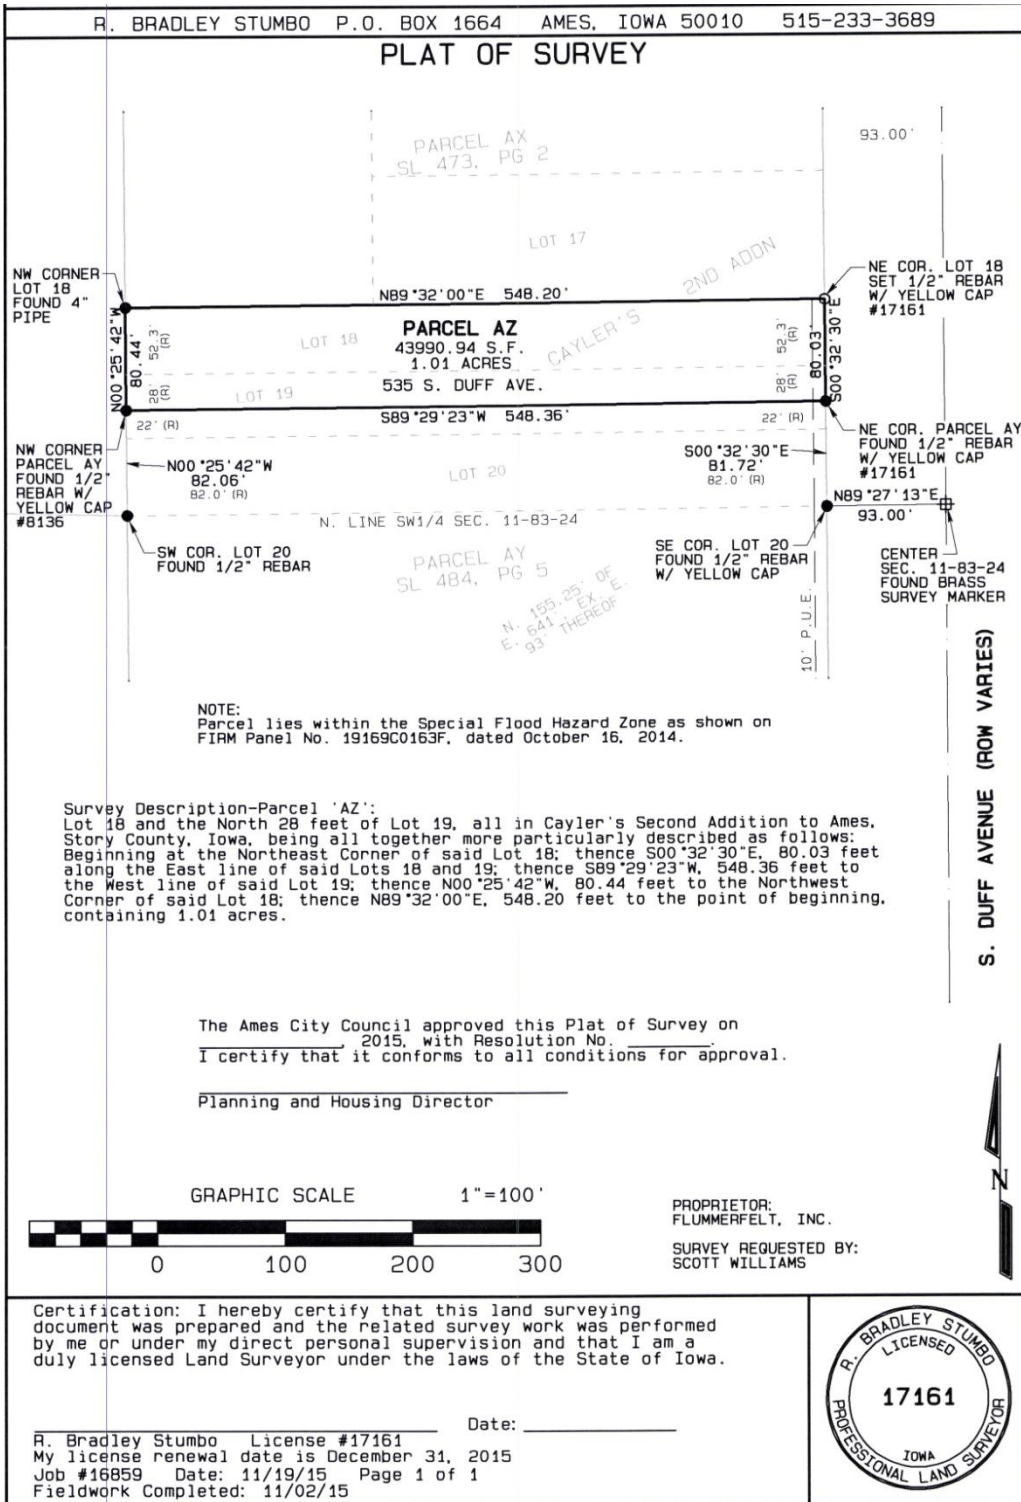 R. BRADLEY STUMBO P.O. BOX 1664 AMES, IOWA 50010 515-233-3689
PLAT OF SURVEY
PARCEL AX
SL 473, PG 2
93.00'
LOT 17
2ND ADDN
CAYLER'S
NW CORNER
LOT 18
FOUND 4"
PIPE
NE COR. LOT 18
SET 1/2" REBAR
W/ YELLOW CAP
#17161
N89°32'00"E 548.20'
N00°25'42"W
80.44'
52.3'
(R)
28'
(R)
LOT 18
PARCEL AZ
43990.94 S.F.
1.01 ACRES
535 S. DUFF AVE.
LOT 19
52.3'
(R)
28'
(R)
80.03'
S00°32'30"E
S89°29'23"W 548.36'
22'(R)
22'(R)
NW CORNER
PARCEL AY
FOUND 1/2"
REBAR W/
YELLOW CAP
#8136
N00°25'42"W
82.06'
82.0'(R)
LOT 20
S00°32'30"E
81.72'
82.0'(R)
NE COR. PARCEL AY
FOUND 1/2" REBAR
W/ YELLOW CAP
#17161
N89°27'13"E
93.00'
N. LINE SW1/4 SEC. 11-83-24
SW COR. LOT 20
FOUND 1/2" REBAR
PARCEL AY
SL 484, PG 5
N. 155.25' OF
E. 641', EX. E.
93' THEREOF
SE COR. LOT 20
FOUND 1/2" REBAR
W/ YELLOW CAP
10' P.U.E.
CENTER
SEC. 11-83-24
FOUND BRASS
SURVEY MARKER
S. DUFF AVENUE (ROW VARIES)
NOTE:
Parcel lies within the Special Flood Hazard Zone as shown on
FIRM Panel No. 19169C0163F, dated October 16, 2014.
Survey Description-Parcel 'AZ':
Lot 18 and the North 28 feet of Lot 19, all in Cayler's Second Addition to Ames,
Story County, Iowa, being all together more particularly described as follows:
Beginning at the Northeast Corner of said Lot 18; thence S00°32'30"E, 80.03 feet
along the East line of said Lots 18 and 19; thence S89°29'23"W, 548.36 feet to
the West line of said Lot 19; thence N00°25'42"W, 80.44 feet to the Northwest
Corner of said Lot 18; thence N89°32'00"E, 548.20 feet to the point of beginning,
containing 1.01 acres.
The Ames City Council approved this Plat of Survey on
____________, 2015, with Resolution No. _______.
I certify that it conforms to all conditions for approval.
Planning and Housing Director
GRAPHIC SCALE 1"=100'
0 100 200 300
PROPRIETOR:
FLUMMERFELT, INC.
SURVEY REQUESTED BY:
SCOTT WILLIAMS
N
Certification: I hereby certify that this land surveying
document was prepared and the related survey work was performed
by me or under my direct personal supervision and that I am a
duly licensed Land Surveyor under the laws of the State of Iowa.
Date: ____________
R. Bradley Stumbo License #17161
My license renewal date is December 31, 2015
Job #16859 Date: 11/19/15 Page 1 of 1
Fieldwork Completed: 11/02/15
R. BRADLEY STUMBO
LICENSED
17161
IOWA
PROFESSIONAL LAND SURVEYOR